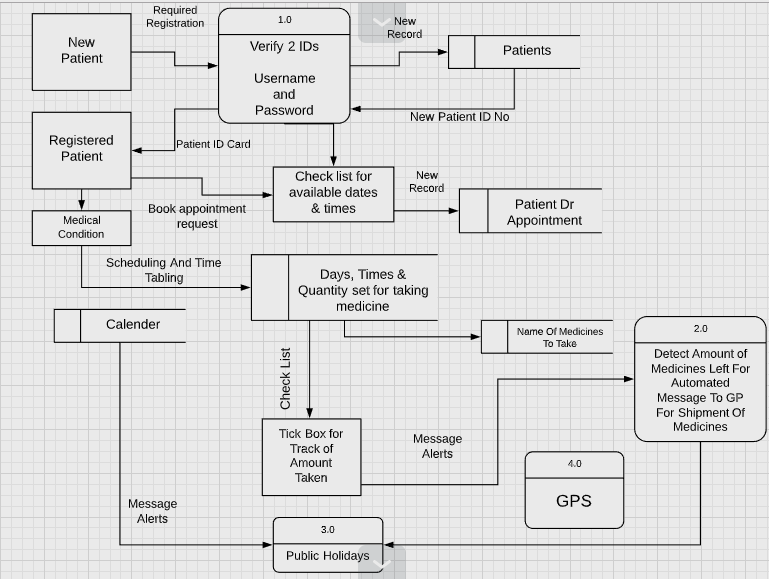 Required
Registration
1.0
New
Record
New
Patient
Verify 2 IDs
Username
and
Password
Patients
New Patient ID No
Registered
Patient
Patient ID Card
Check list for
available dates
& times
New
Record
Patient Dr
Appointment
Book appointment
request
Medical
Condition
Scheduling And Time
Tabling
Days, Times &
Quantity set for taking
medicine
Calender
Name Of Medicines
To Take
2.0
Detect Amount of
Medicines Left For
Automated
Message To GP
For Shipment Of
Medicines
Check List
Tick Box for
Track of
Amount
Taken
Message
Alerts
4.0
GPS
Message
Alerts
3.0
Public Holidays